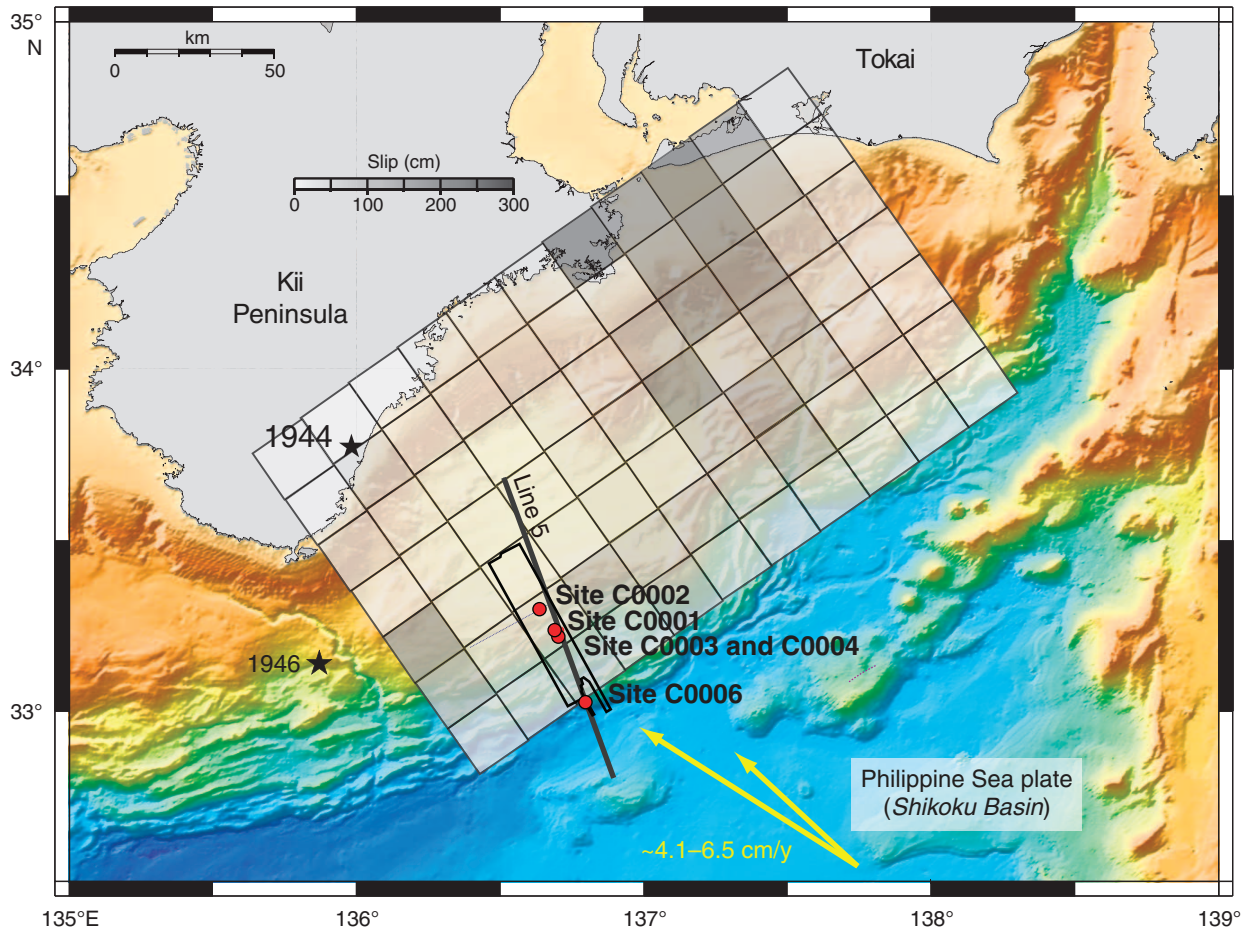 35°
N
km
0 50
Tokai
Slip (cm)
0 100 200 300
Kii
Peninsula
34°
1944
Line 5
Site C0002
Site C0001
Site C0003 and C0004
1946
Site C0006
33°
Philippine Sea plate
(Shikoku Basin)
~4.1–6.5 cm/y
135°E 136° 137° 138° 139°